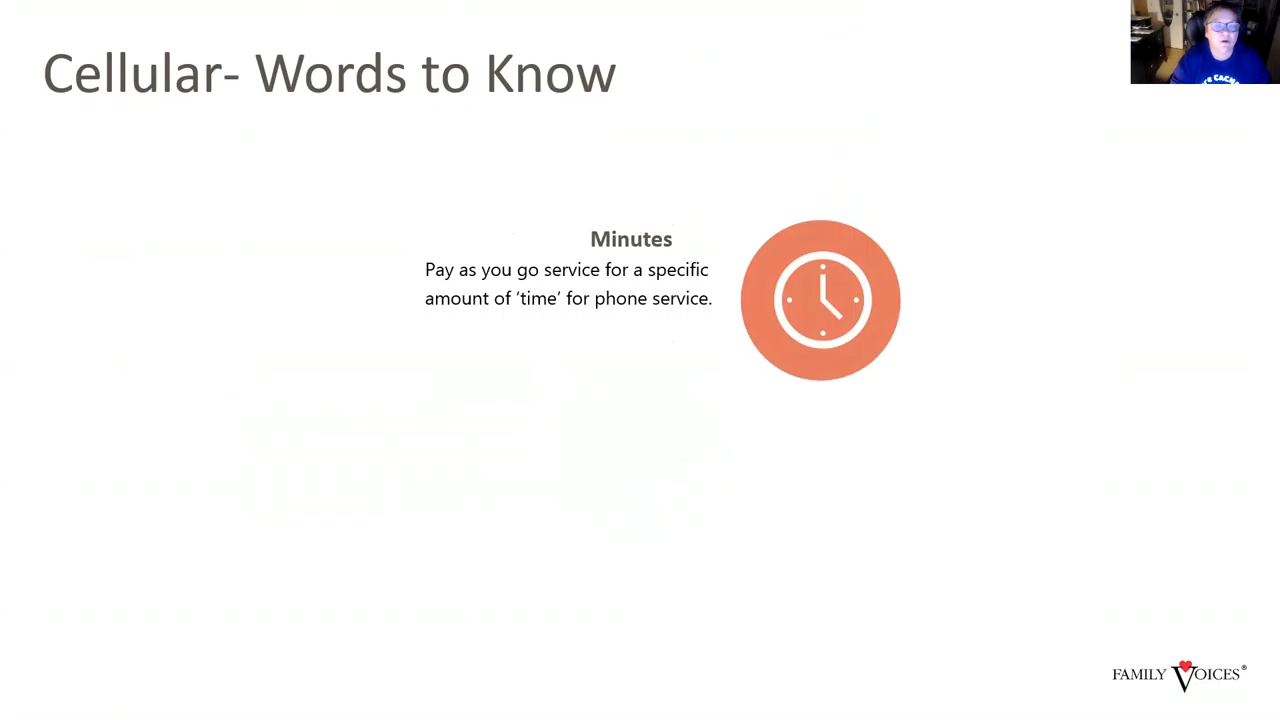 Cellular- Words to Know
Minutes
Pay as you go service for a specific
amount of ‘time’ for phone service.
FAMILY VOICES®